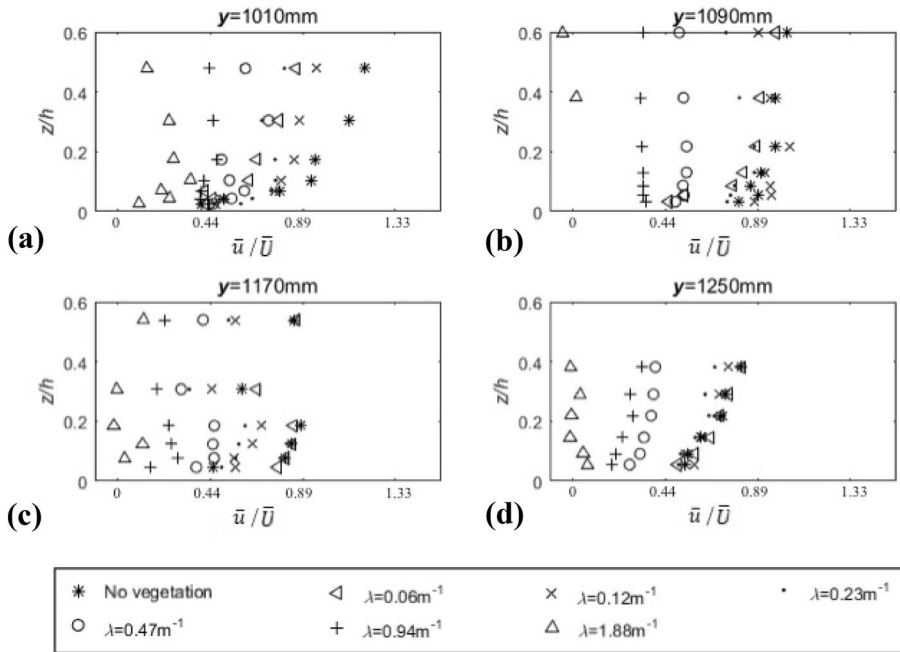 y=1010mm
0.6
0.4
0.2
0
z/h
0 0.44 0.89 1.33
ū/Ū
(a)
y=1090mm
0.6
0.4
0.2
0
z/h
0 0.44 0.89 1.33
ū/Ū
(b)
y=1170mm
0.6
0.4
0.2
0
z/h
0 0.44 0.89 1.33
ū/Ū
(c)
y=1250mm
0.6
0.4
0.2
0
z/h
0 0.44 0.89 1.33
ū/Ū
(d)
No vegetation λ=0.06m⁻¹ λ=0.12m⁻¹ λ=0.23m⁻¹
λ=0.47m⁻¹ λ=0.94m⁻¹ λ=1.88m⁻¹